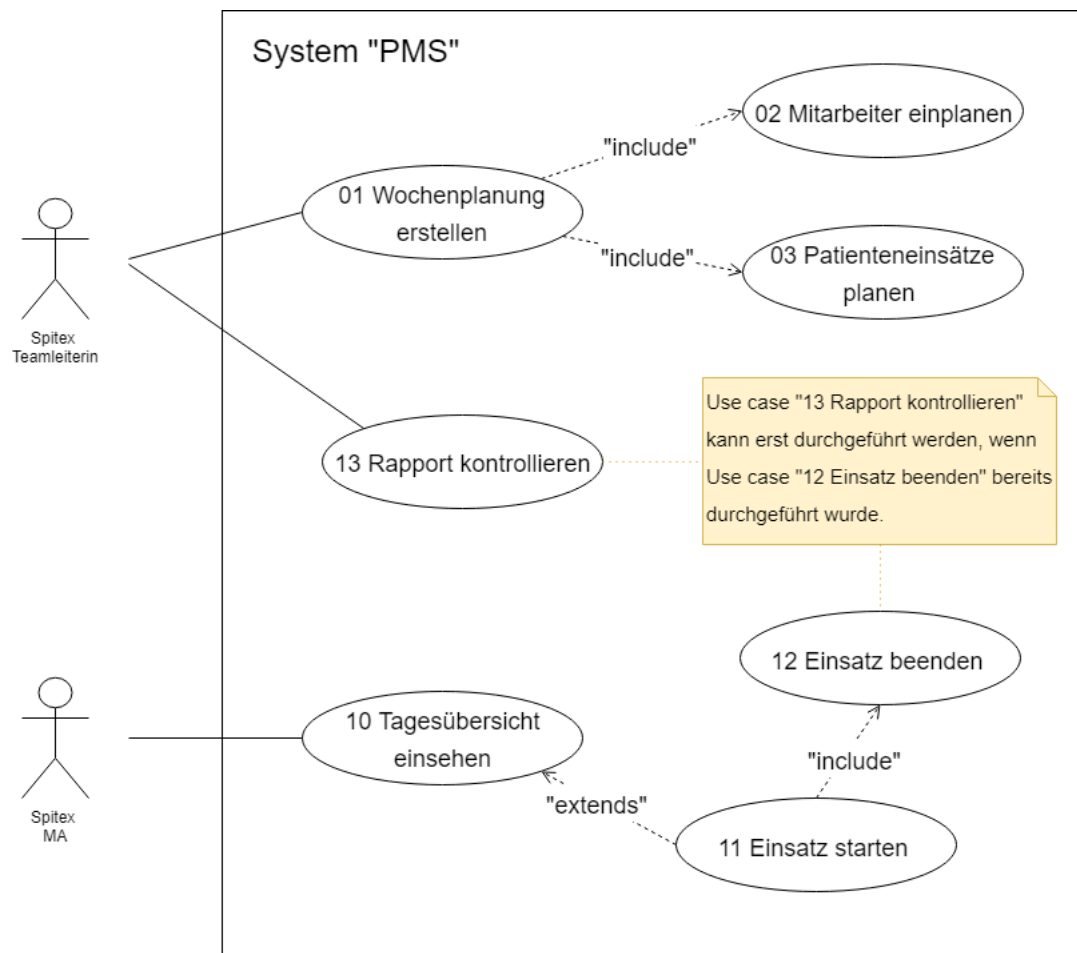 System "PMS"
02 Mitarbeiter einplanen
"include"
01 Wochenplanung
erstellen
"include"
03 Patienteneinsätze
planen
Spitex
Teamleiterin
Use case "13 Rapport kontrollieren"
kann erst durchgeführt werden, wenn
Use case "12 Einsatz beenden" bereits
durchgeführt wurde.
13 Rapport kontrollieren
12 Einsatz beenden
10 Tagesübersicht
einsehen
"include"
"extends"
Spitex
MA
11 Einsatz starten